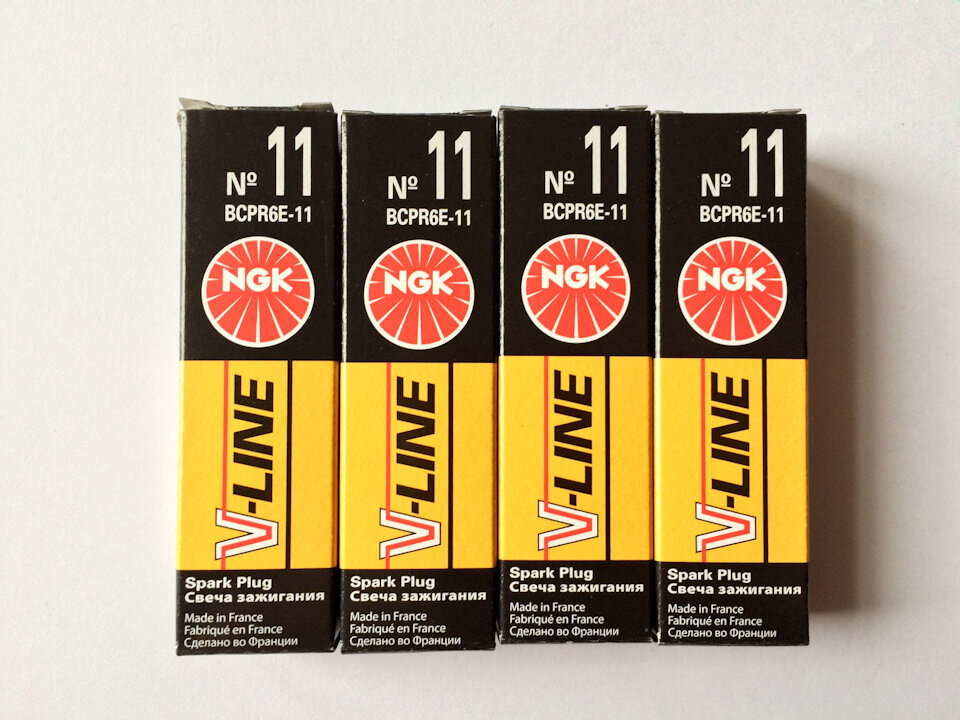 Nº 11
BCPR6E-11
NGK
V-LINE
Spark Plug
Свеча зажигания
Made in France
Fabriqué en France
Сделано во Франции
Nº 11
BCPR6E-11
NGK
V-LINE
Spark Plug
Свеча зажигания
Made in France
Fabriqué en France
Сделано во Франции
Nº 11
BCPR6E-11
NGK
V-LINE
Spark Plug
Свеча зажигания
Made in France
Fabriqué en France
Сделано во Франции
Nº 11
BCPR6E-11
NGK
V-LINE
Spark Plug
Свеча зажигания
Made in France
Fabriqué en France
Сделано во Франции